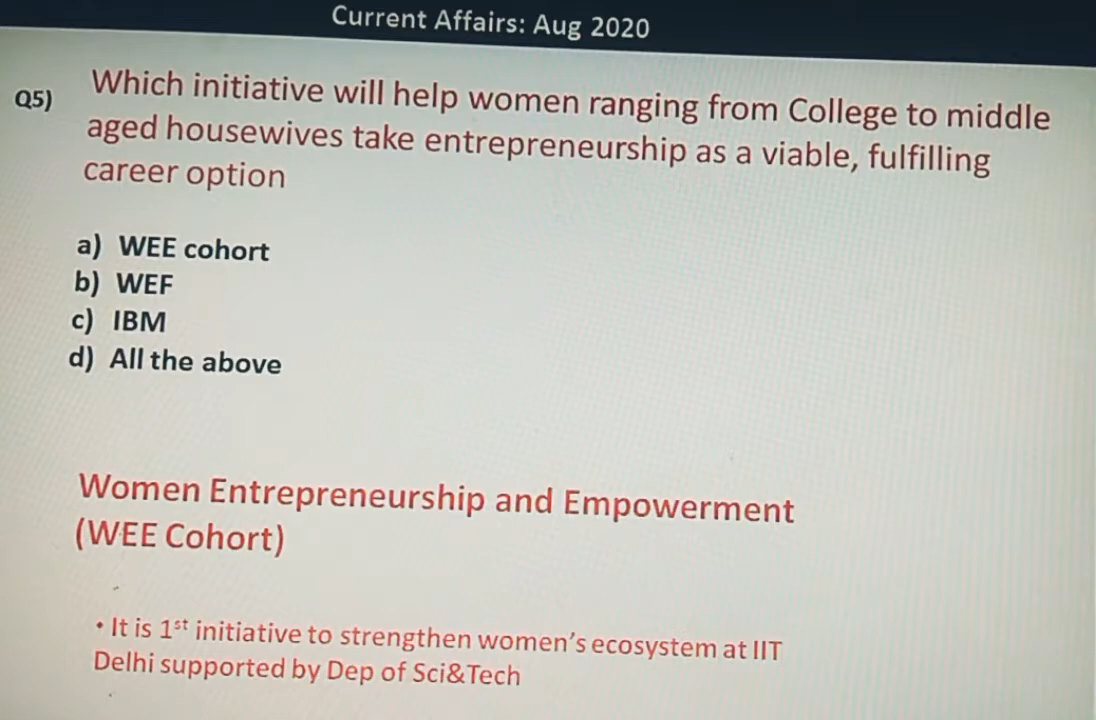 Current Affairs: Aug 2020
Q5) Which initiative will help women ranging from College to middle
aged housewives take entrepreneurship as a viable, fulfilling
career option
a) WEE cohort
b) WEF
c) IBM
d) All the above
Women Entrepreneurship and Empowerment
(WEE Cohort)
• It is 1st initiative to strengthen women's ecosystem at IIT
Delhi supported by Dep of Sci&Tech